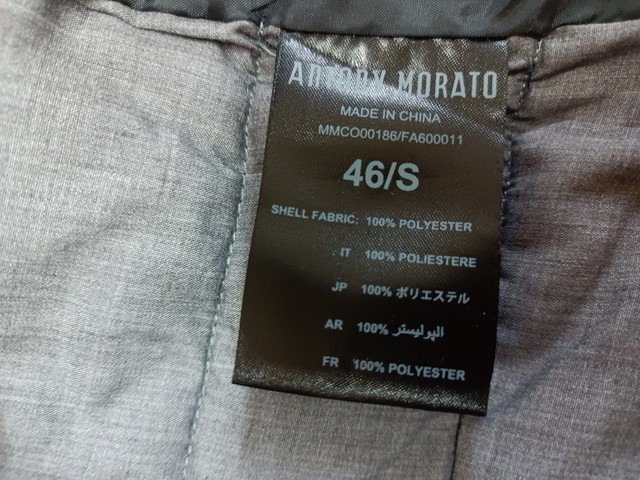 ANTONY MORATO
MADE IN CHINA
MMCO00186/FA600011
46/S
SHELL FABRIC: 100% POLYESTER
IT 100% POLIESTERE
JP 100% ポリエステル
AR 100% البوليستر
FR 100% POLYESTER